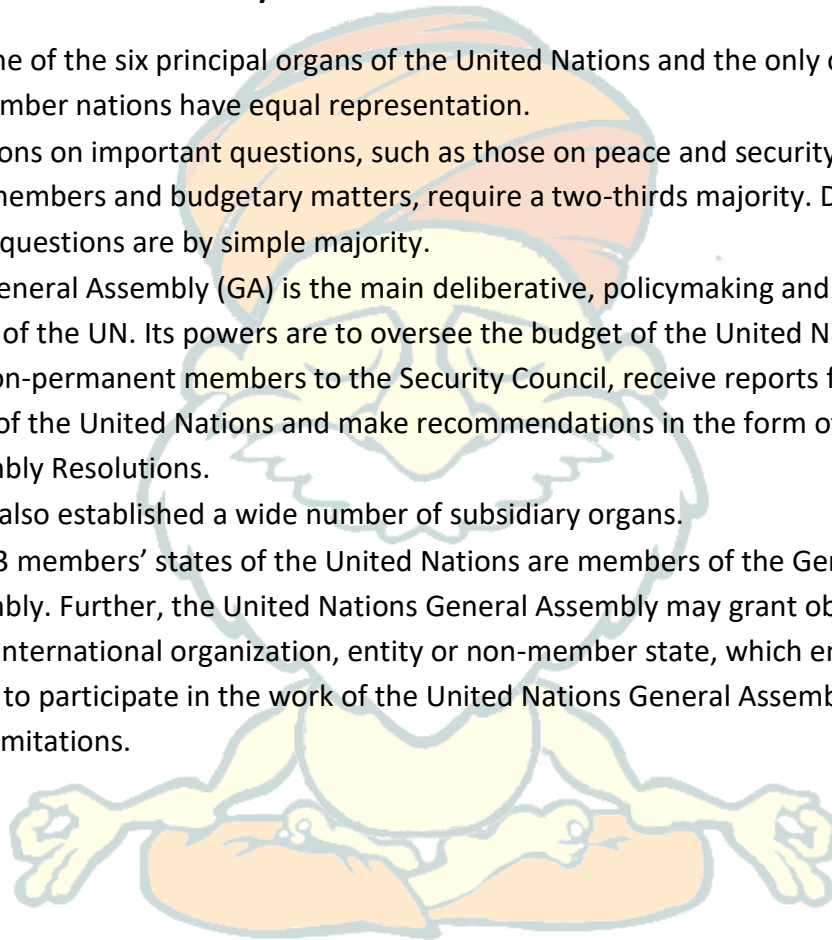 ne of the six principal organs of the United Nations and the only o
mber nations have equal representation.
ons on important questions, such as those on peace and security
members and budgetary matters, require a two-thirds majority. D
questions are by simple majority.
eneral Assembly (GA) is the main deliberative, policymaking and
of the UN. Its powers are to oversee the budget of the United N
on-permanent members to the Security Council, receive reports f
of the United Nations and make recommendations in the form o
mbly Resolutions.
also established a wide number of subsidiary organs.
3 members’ states of the United Nations are members of the Gen
mbly. Further, the United Nations General Assembly may grant ob
international organization, entity or non-member state, which en
to participate in the work of the United Nations General Assemb
mitations.